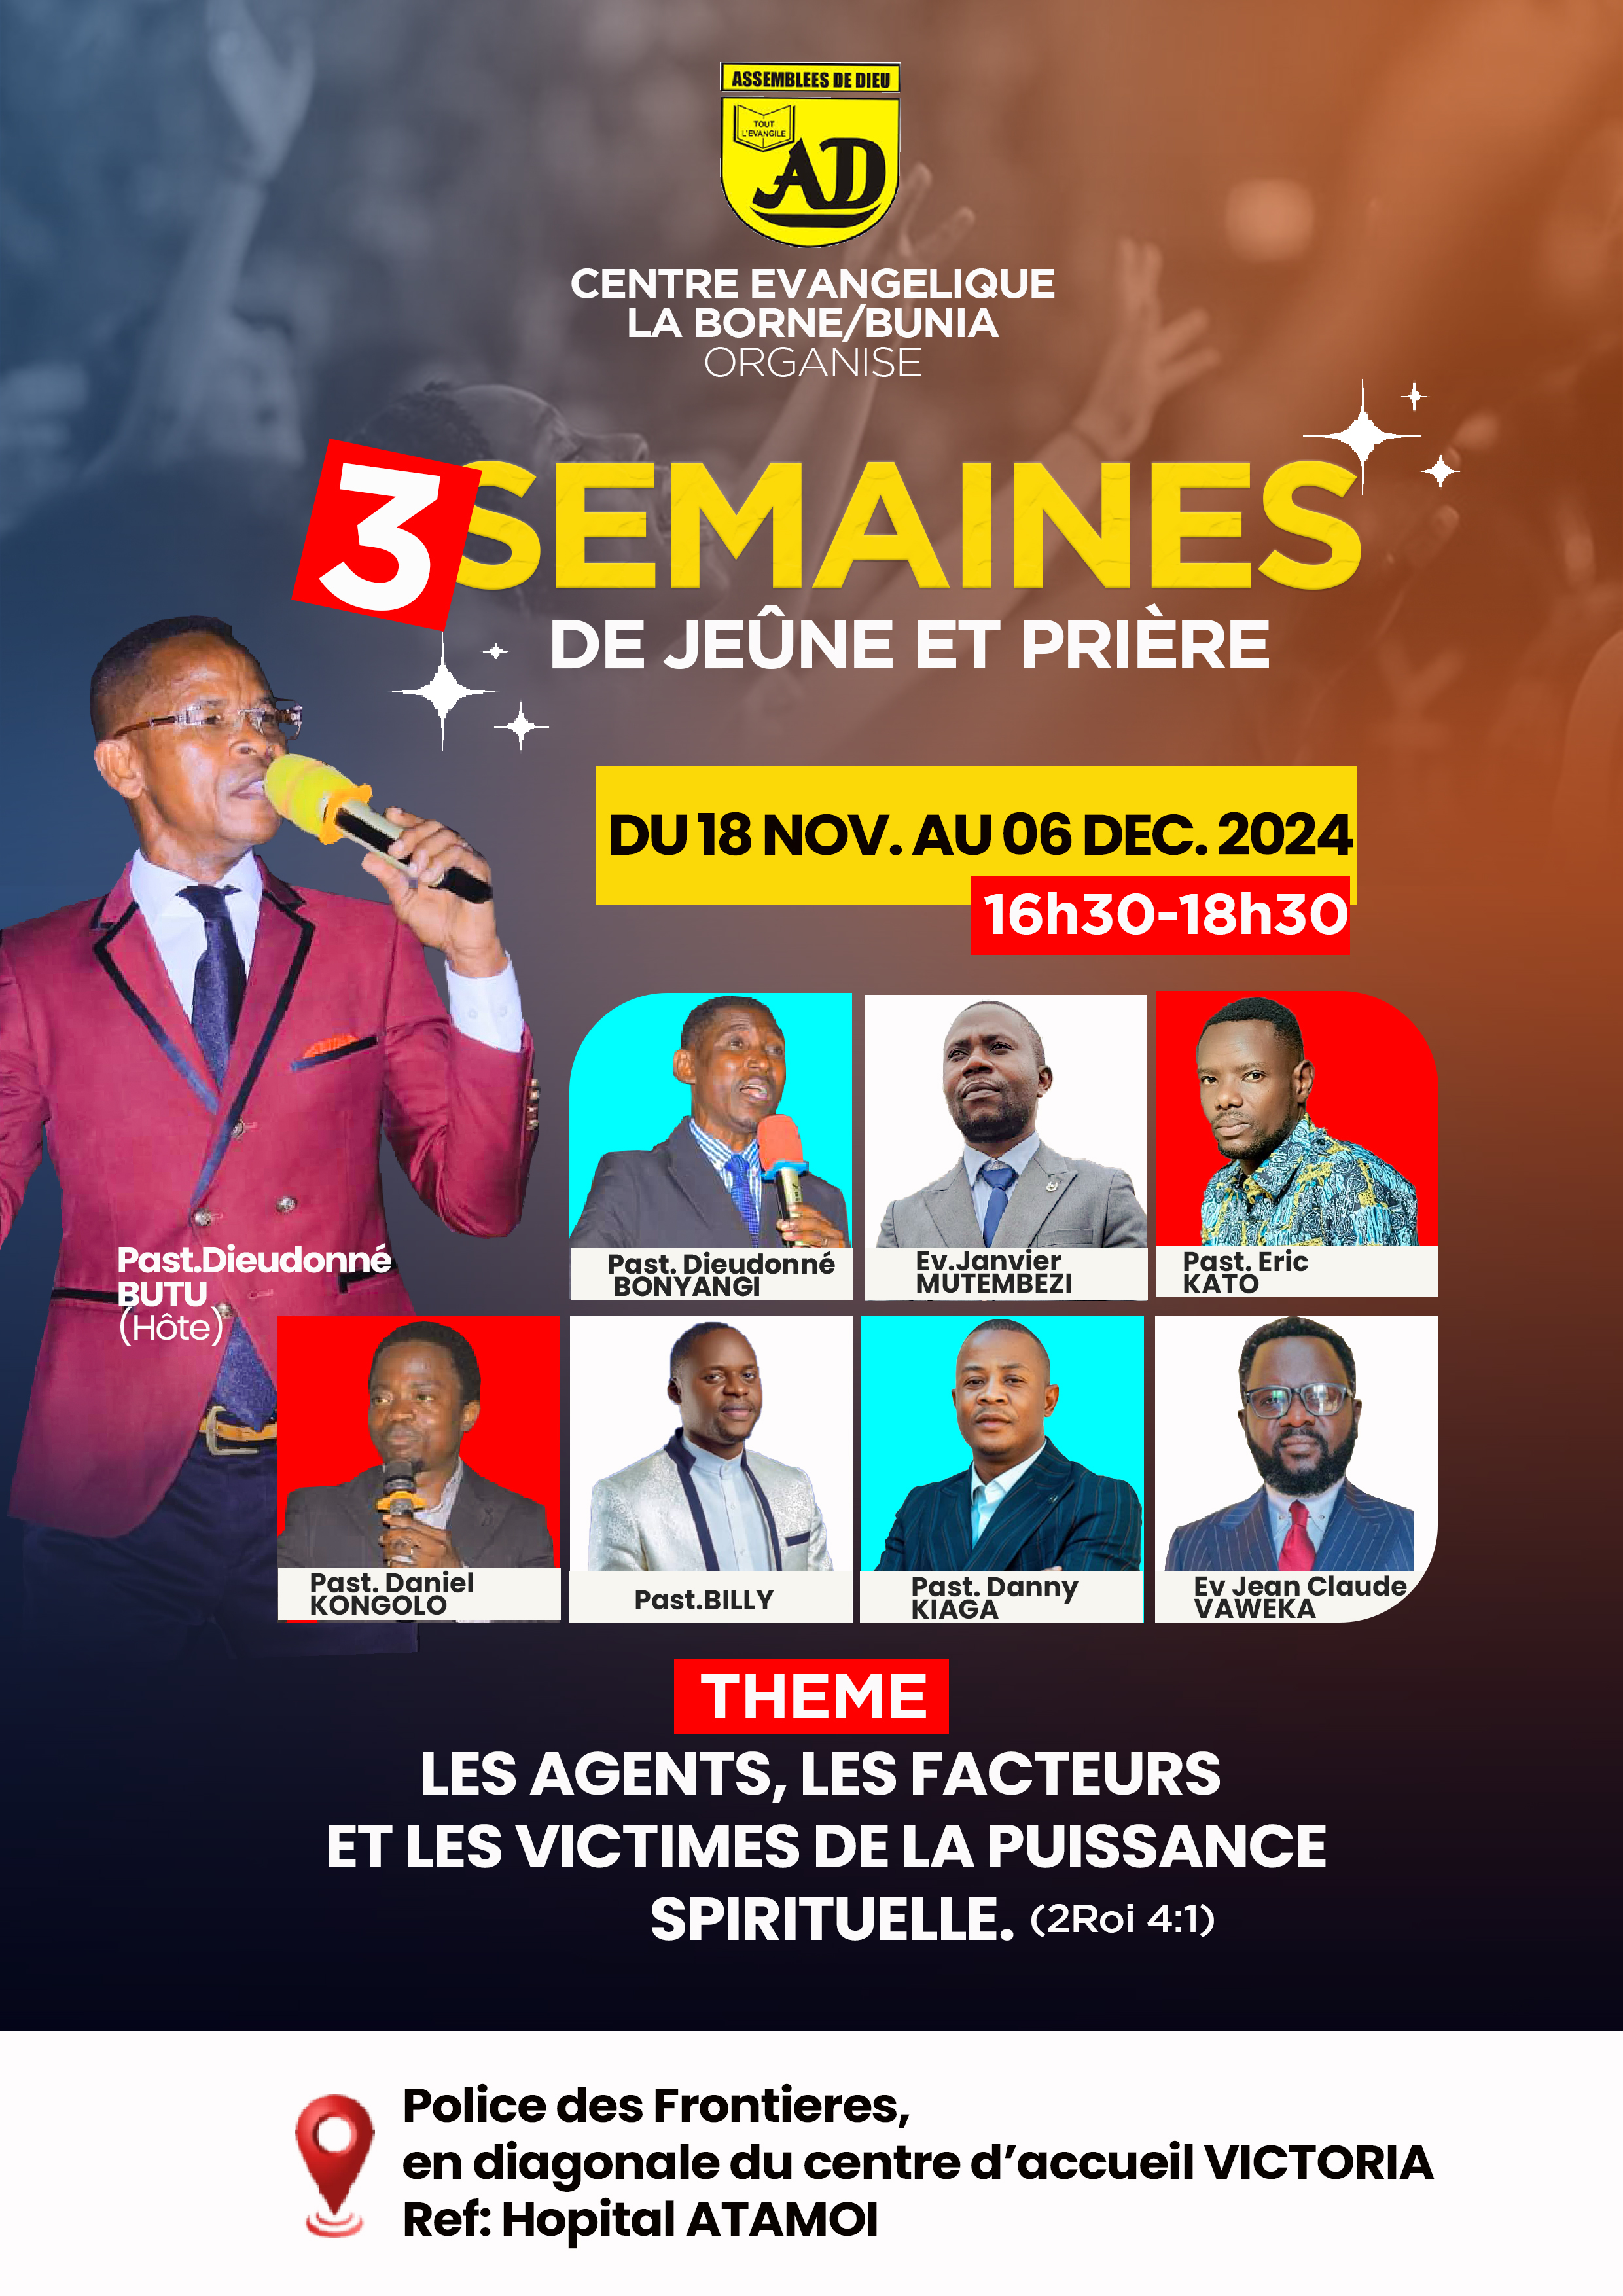 ASSEMBLEES DE DIEU
TOUT
L'EVANGILE
AD
CENTRE EVANGELIQUE
LA BORNE/BUNIA
ORGANISE
3 SEMAINES
DE JEÛNE ET PRIÈRE
DU 18 NOV. AU 06 DEC. 2024
16h30-18h30
Past.Dieudonné
BUTU
(Hôte)
Past. Dieudonné
BONYANGI
Ev.Janvier
MUTEMBEZI
Past. Eric
KATO
Past. Daniel
KONGOLO
Past.BILLY
Past. Danny
KIAGA
Ev Jean Claude
VAWEKA
THEME
LES AGENTS, LES FACTEURS
ET LES VICTIMES DE LA PUISSANCE
SPIRITUELLE. (2Roi 4:1)
Police des Frontieres,
en diagonale du centre d'accueil VICTORIA
Ref: Hopital ATAMOI